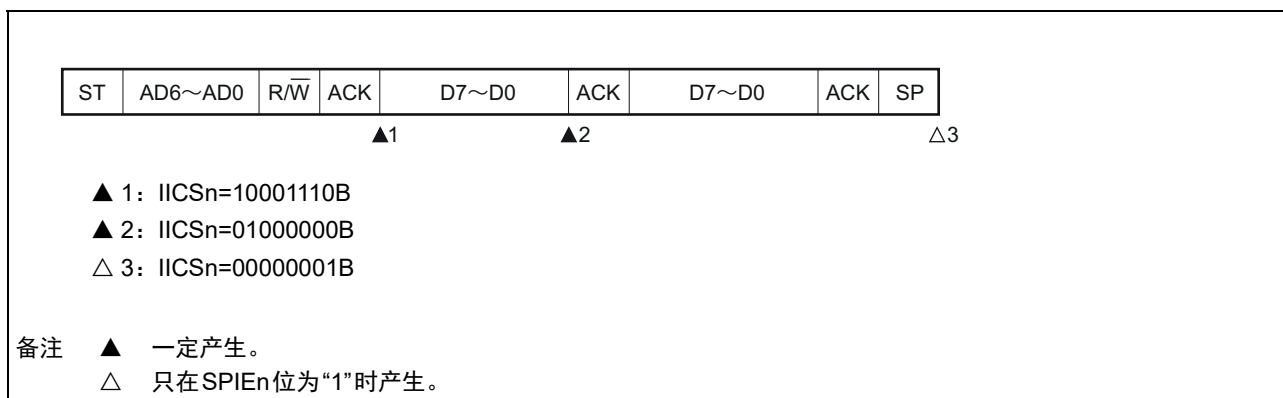 ST AD6～AD0 R/W̅ ACK D7～D0 ACK D7～D0 ACK SP
▲1 ▲2 △3
▲ 1：IICSn=10001110B
▲ 2：IICSn=01000000B
△ 3：IICSn=00000001B
备注 ▲ 一定产生。
△ 只在SPIEn位为“1”时产生。